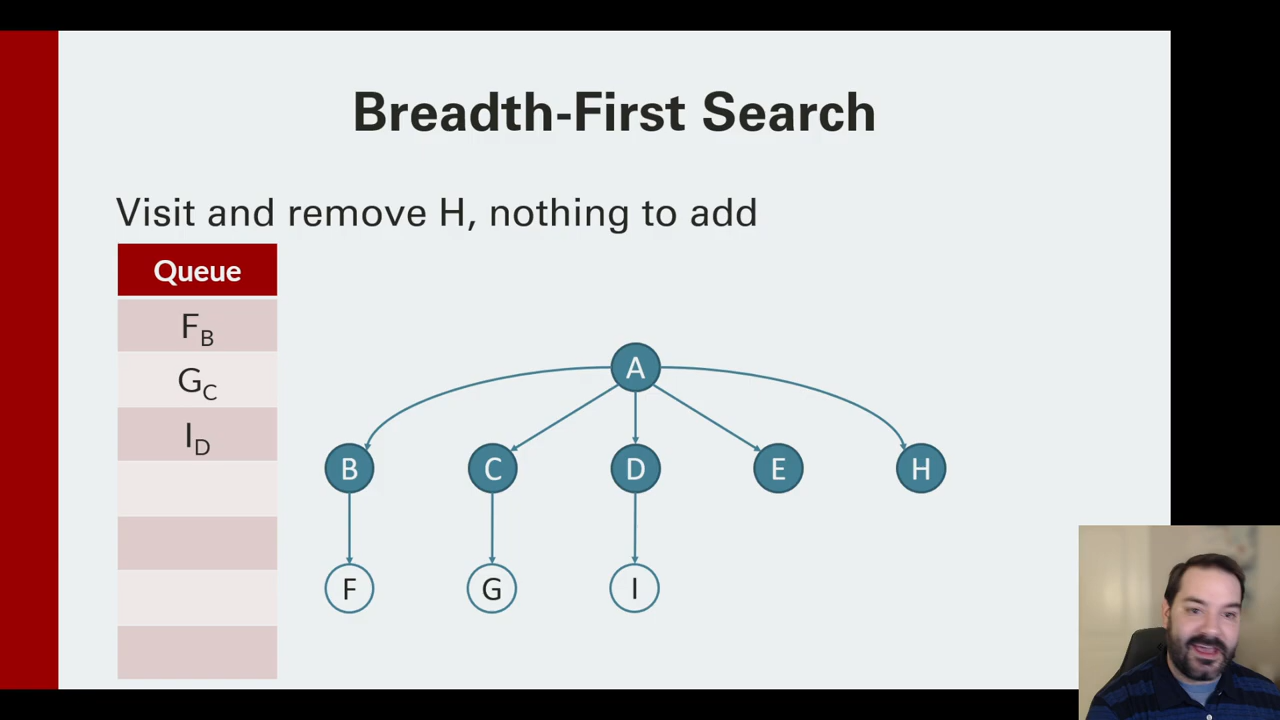 Breadth-First Search
Visit and remove H, nothing to add
Queue
F_B
G_C
I_D
A
B C D E H
F G I